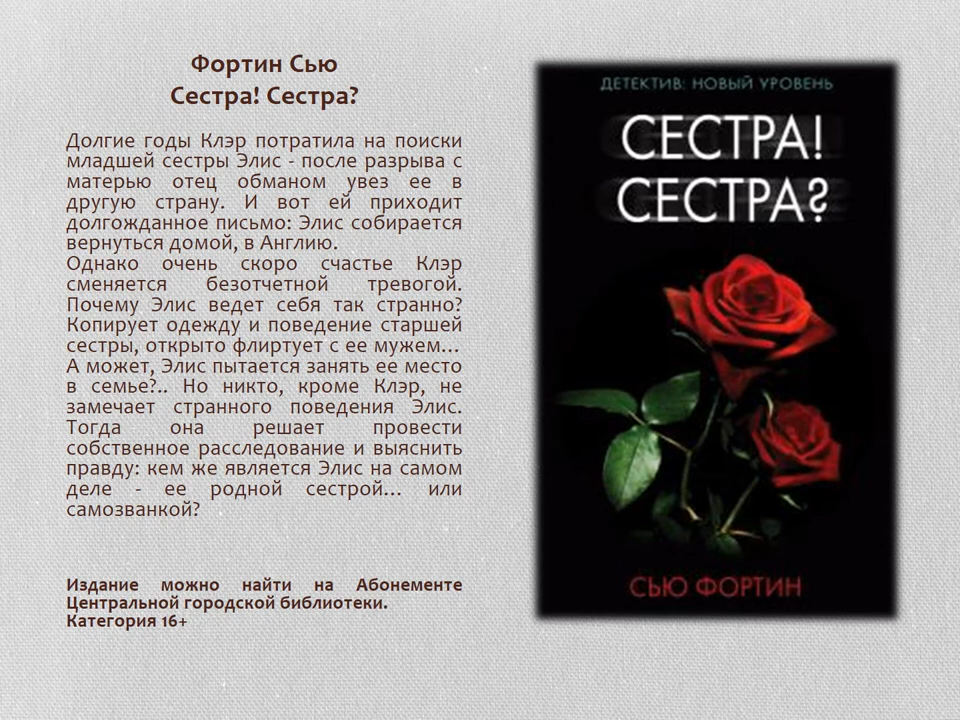 Фортин Сью
Сестра! Сестра?
Долгие годы Клэр потратила на поиски
младшей сестры Элис - после разрыва с
матерью отец обманом увез ее в
другую страну. И вот ей приходит
долгожданное письмо: Элис собирается
вернуться домой, в Англию.
Однако очень скоро счастье Клэр
сменяется безотчетной тревогой.
Почему Элис ведет себя так странно?
Копирует одежду и поведение старшей
сестры, открыто флиртует с ее мужем…
А может, Элис пытается занять ее место
в семье?.. Но никто, кроме Клэр, не
замечает странного поведения Элис.
Тогда она решает провести
собственное расследование и выяснить
правду: кем же является Элис на самом
деле - ее родной сестрой… или
самозванкой?
Издание можно найти на Абонементе
Центральной городской библиотеки.
Категория 16+
ДЕТЕКТИВ: НОВЫЙ УРОВЕНЬ
СЕСТРА!
СЕСТРА?
СЬЮ ФОРТИН